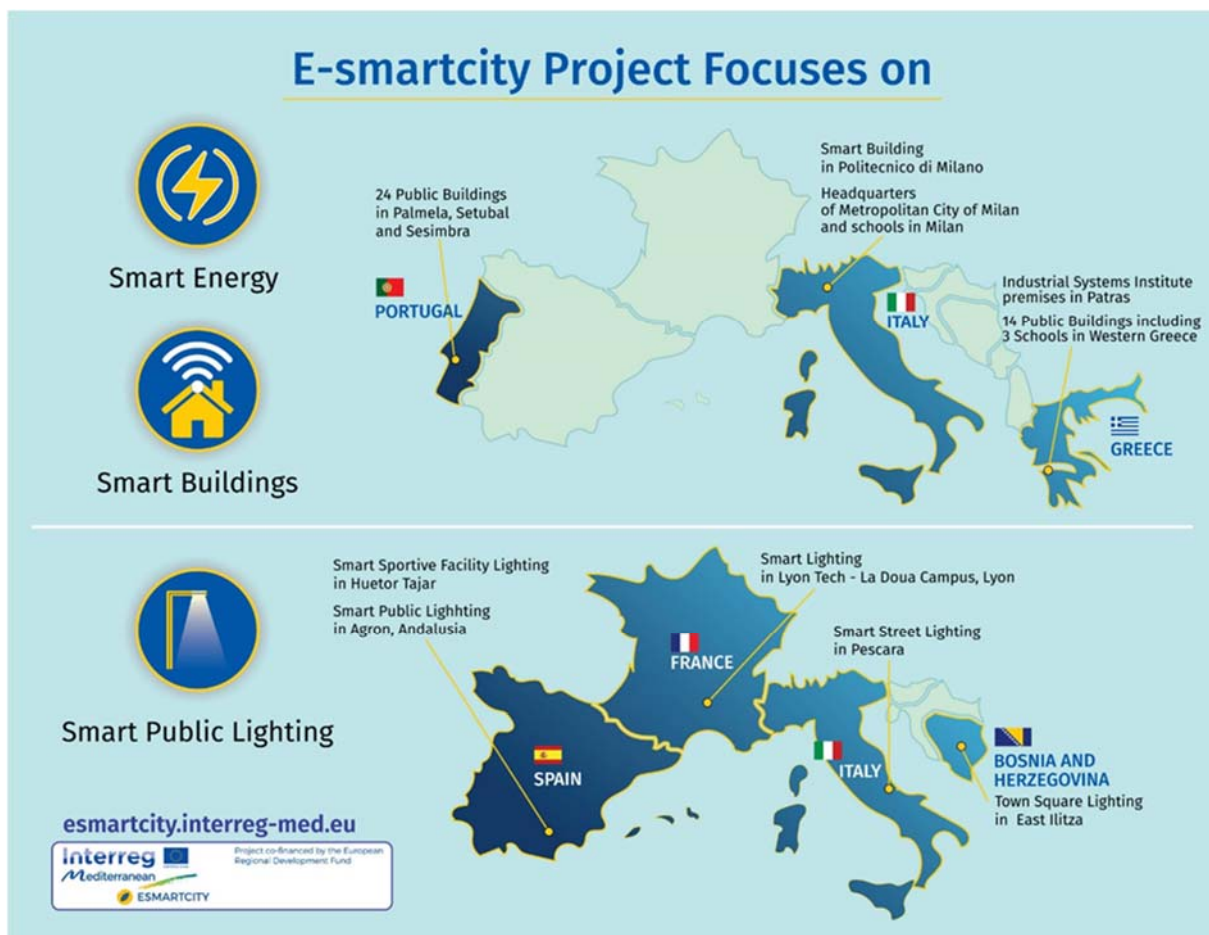 E-smartcity Project Focuses on
Smart Energy
Smart Buildings
24 Public Buildings
in Palmela, Setubal
and Sesimbra
PORTUGAL
Smart Building
in Politecnico di Milano
Headquarters
of Metropolitan City of Milan
and schools in Milan
ITALY
Industrial Systems Institute
premises in Patras
14 Public Buildings including
3 Schools in Western Greece
GREECE
Smart Public Lighting
Smart Sportive Facility Lighting
in Huetor Tajar
Smart Public Lighhting
in Agron, Andalusia
SPAIN
Smart Lighting
in Lyon Tech - La Doua Campus, Lyon
FRANCE
Smart Street Lighting
in Pescara
ITALY
BOSNIA AND
HERZEGOVINA
Town Square Lighting
in East Ilitza
esmartcity.interreg-med.eu
Interreg
Mediterranean
ESMARTCITY
Project co-financed by the European
Regional Development Fund